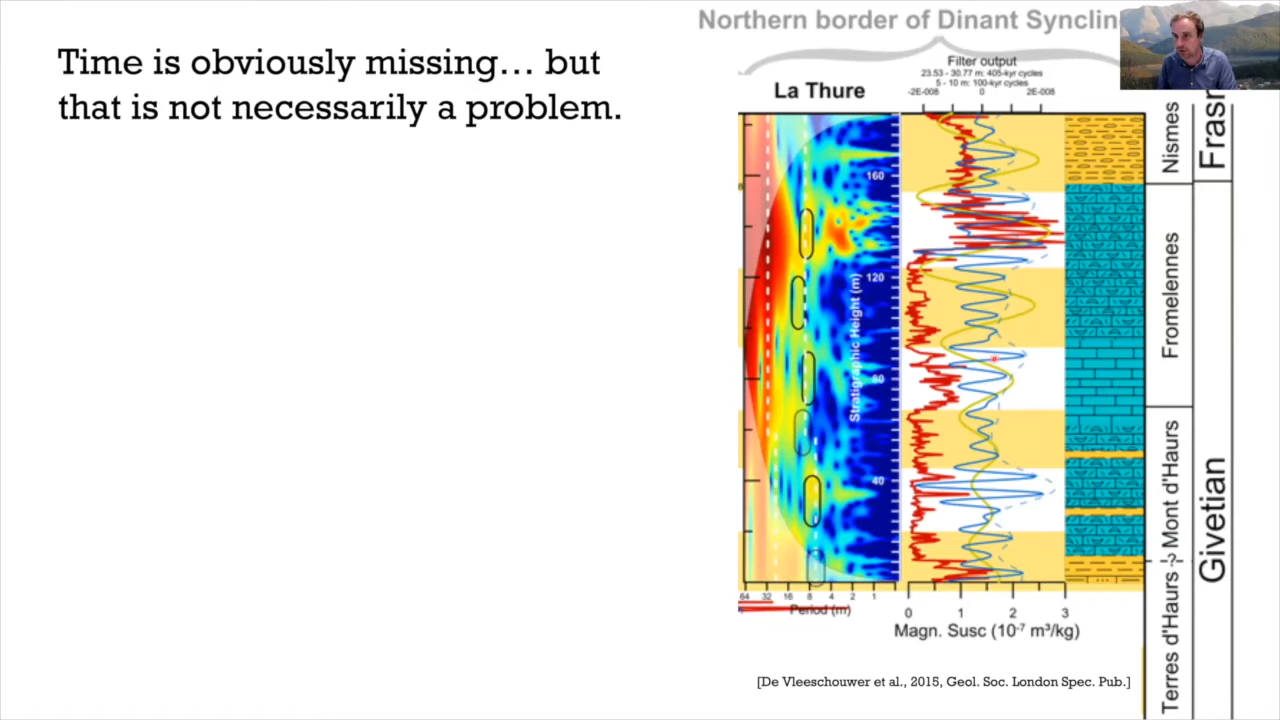 Time is obviously missing… but
that is not necessarily a problem.
Northern border of Dinant Synclin
La Thure
Filter output
23.53 - 30.77 m: 405-kyr cycles
5 - 10 m: 100-kyr cycles
-2E-008 0 2E-008
160
120
80
40
Stratigraphic Height (m)
64 32 16 8 4 2 1
Period (m)
0 1 2 3
Magn. Susc (10⁻⁷ m³/kg)
Nismes
Fromelennes
Mont d'Haurs
?
Terres d'Haurs
Frasn
Givetian
[De Vleeschouwer et al., 2015, Geol. Soc. London Spec. Pub.]